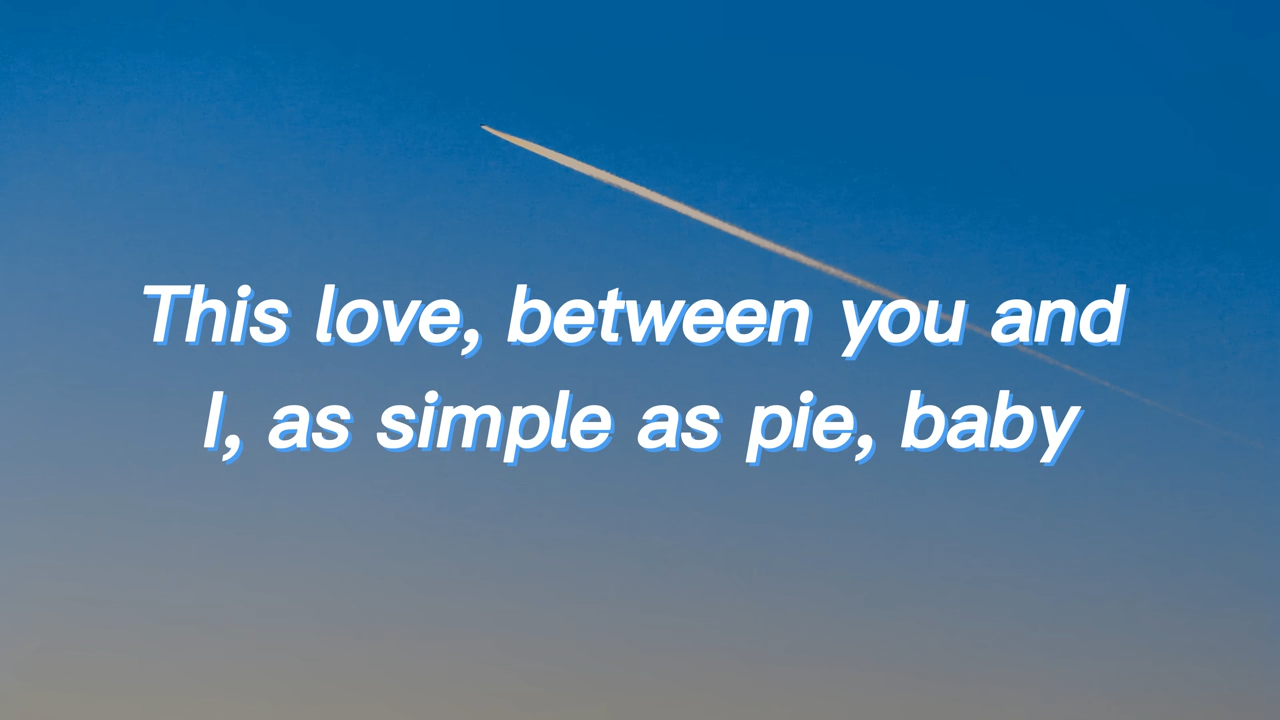 This love, between you and
I, as simple as pie, baby